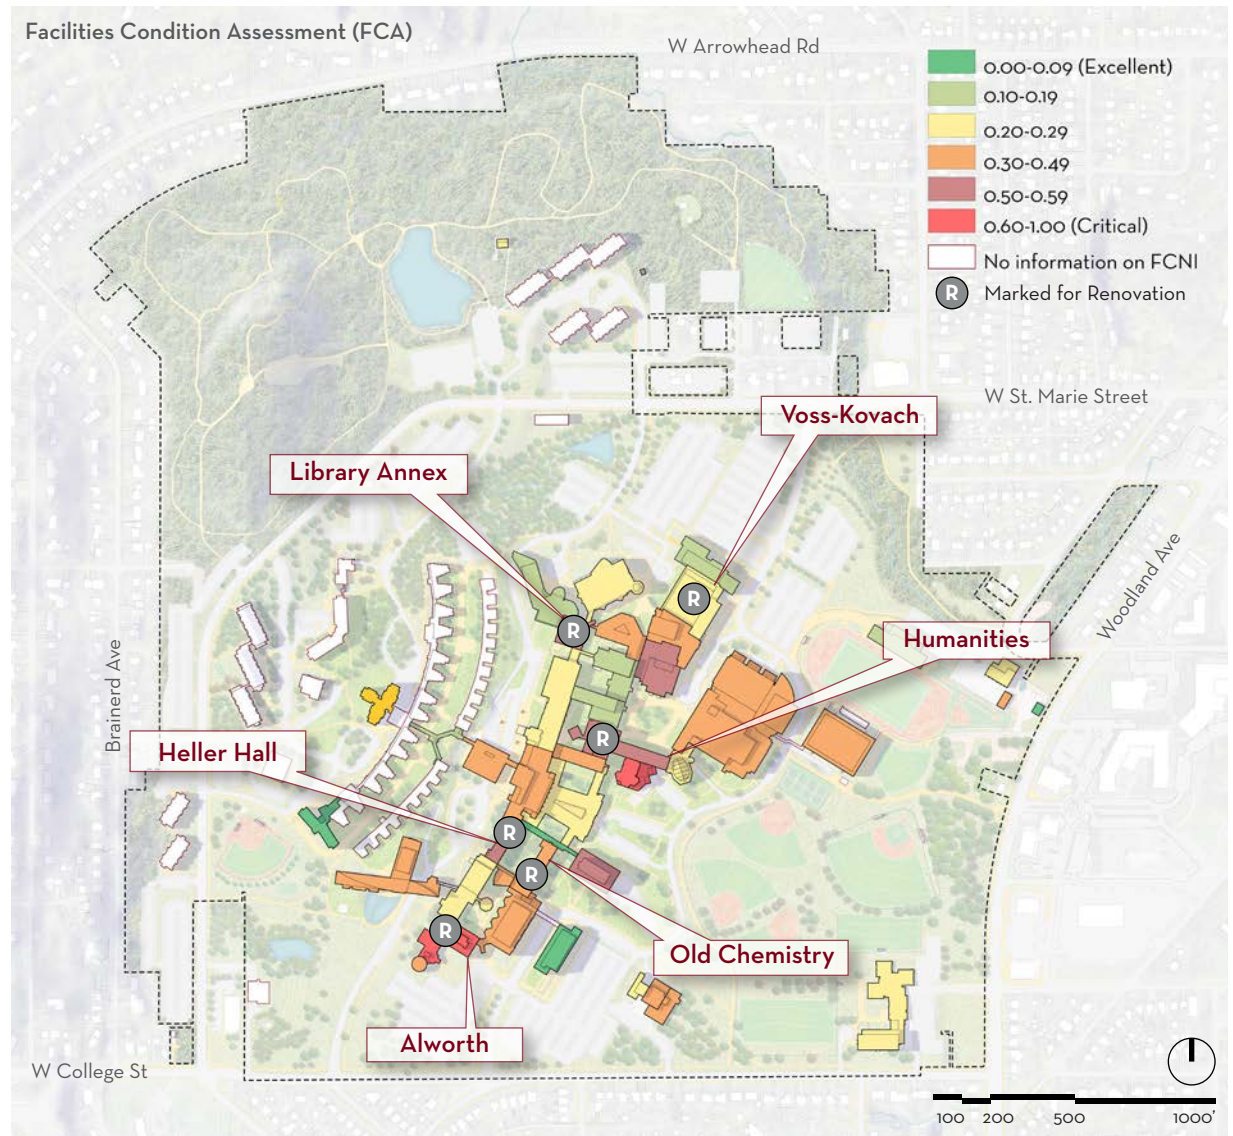 Facilities Condition Assessment (FCA)
W Arrowhead Rd
0.00-0.09 (Excellent)
0.10-0.19
0.20-0.29
0.30-0.49
0.50-0.59
0.60-1.00 (Critical)
No information on FCNI
R Marked for Renovation
W St. Marie Street
Voss-Kovach
Library Annex
R
R
Woodland Ave
Humanities
Brainerd Ave
R
Heller Hall
R
R
R
Old Chemistry
Alworth
W College St
100 200 500 1000'